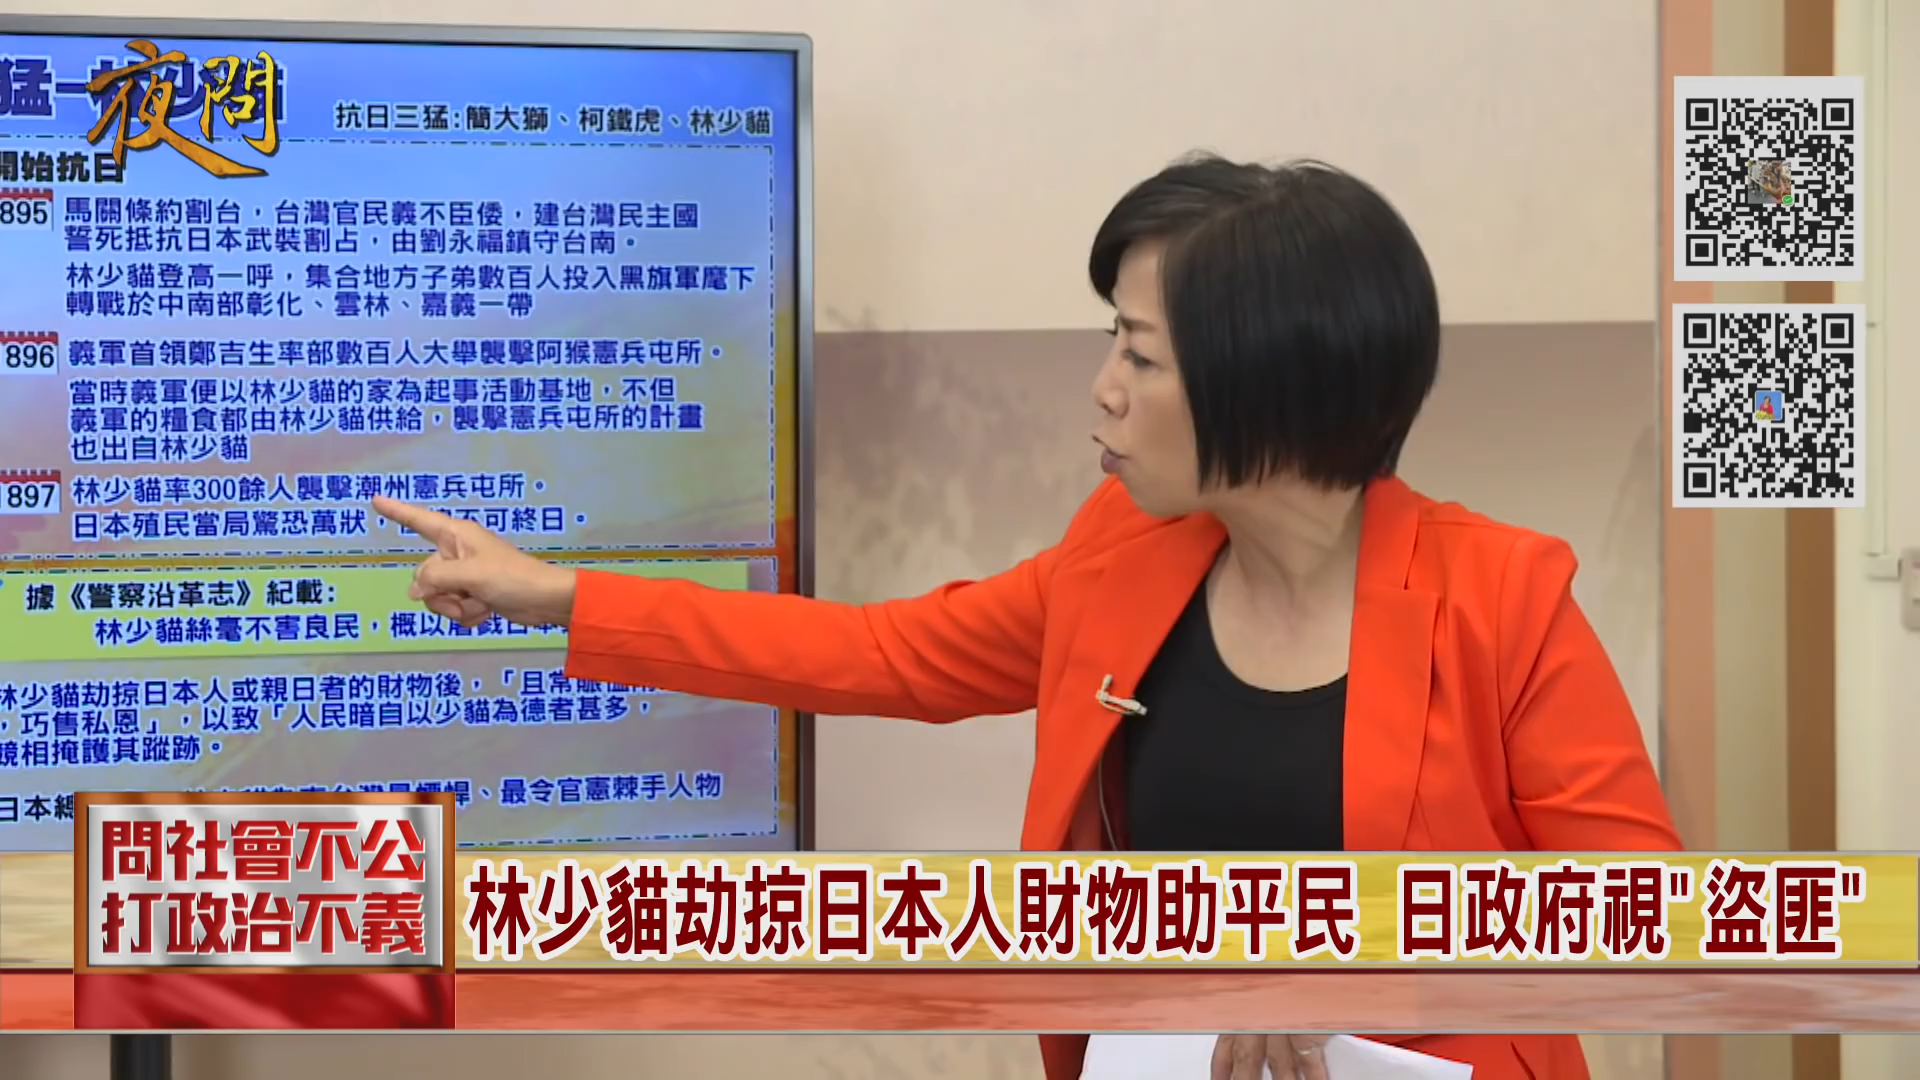 夜問
猛
抗日三猛:簡大獅、柯鐵虎、林少貓
開始抗日
895
馬關條約割台，台灣官民義不臣倭，建台灣民主國
誓死抵抗日本武裝割占，由劉永福鎮守台南。
林少貓登高一呼，集合地方子弟數百人投入黑旗軍麾下
轉戰於中南部彰化、雲林、嘉義一帶
896
義軍首領鄭吉生率部數百人大舉襲擊阿猴憲兵屯所。
當時義軍便以林少貓的家為起事活動基地，不但
義軍的糧食都由林少貓供給，襲擊憲兵屯所的計畫
也出自林少貓
1897
林少貓率300餘人襲擊潮州憲兵屯所。
日本殖民當局驚恐萬狀，不可終日。
據《警察沿革志》紀載:
林少貓絲毫不害良民，概以屠戮日本
林少貓劫掠日本人或親日者的財物後，「且常賑
，巧售私恩」，以致「人民暗自以少貓為德者甚多，
競相掩護其蹤跡。
日本總 悍、最令官憲棘手人物
問社會不公
打政治不義
林少貓劫掠日本人財物助平民 日政府視"盜匪"